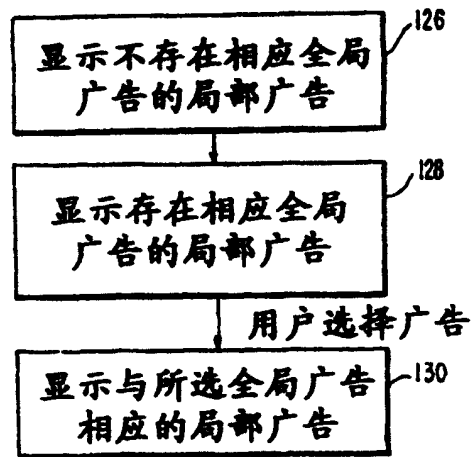 126
显示不存在相应全局
广告的局部广告
128
显示存在相应全局
广告的局部广告
用户选择广告
130
显示与所选全局广告
相应的局部广告